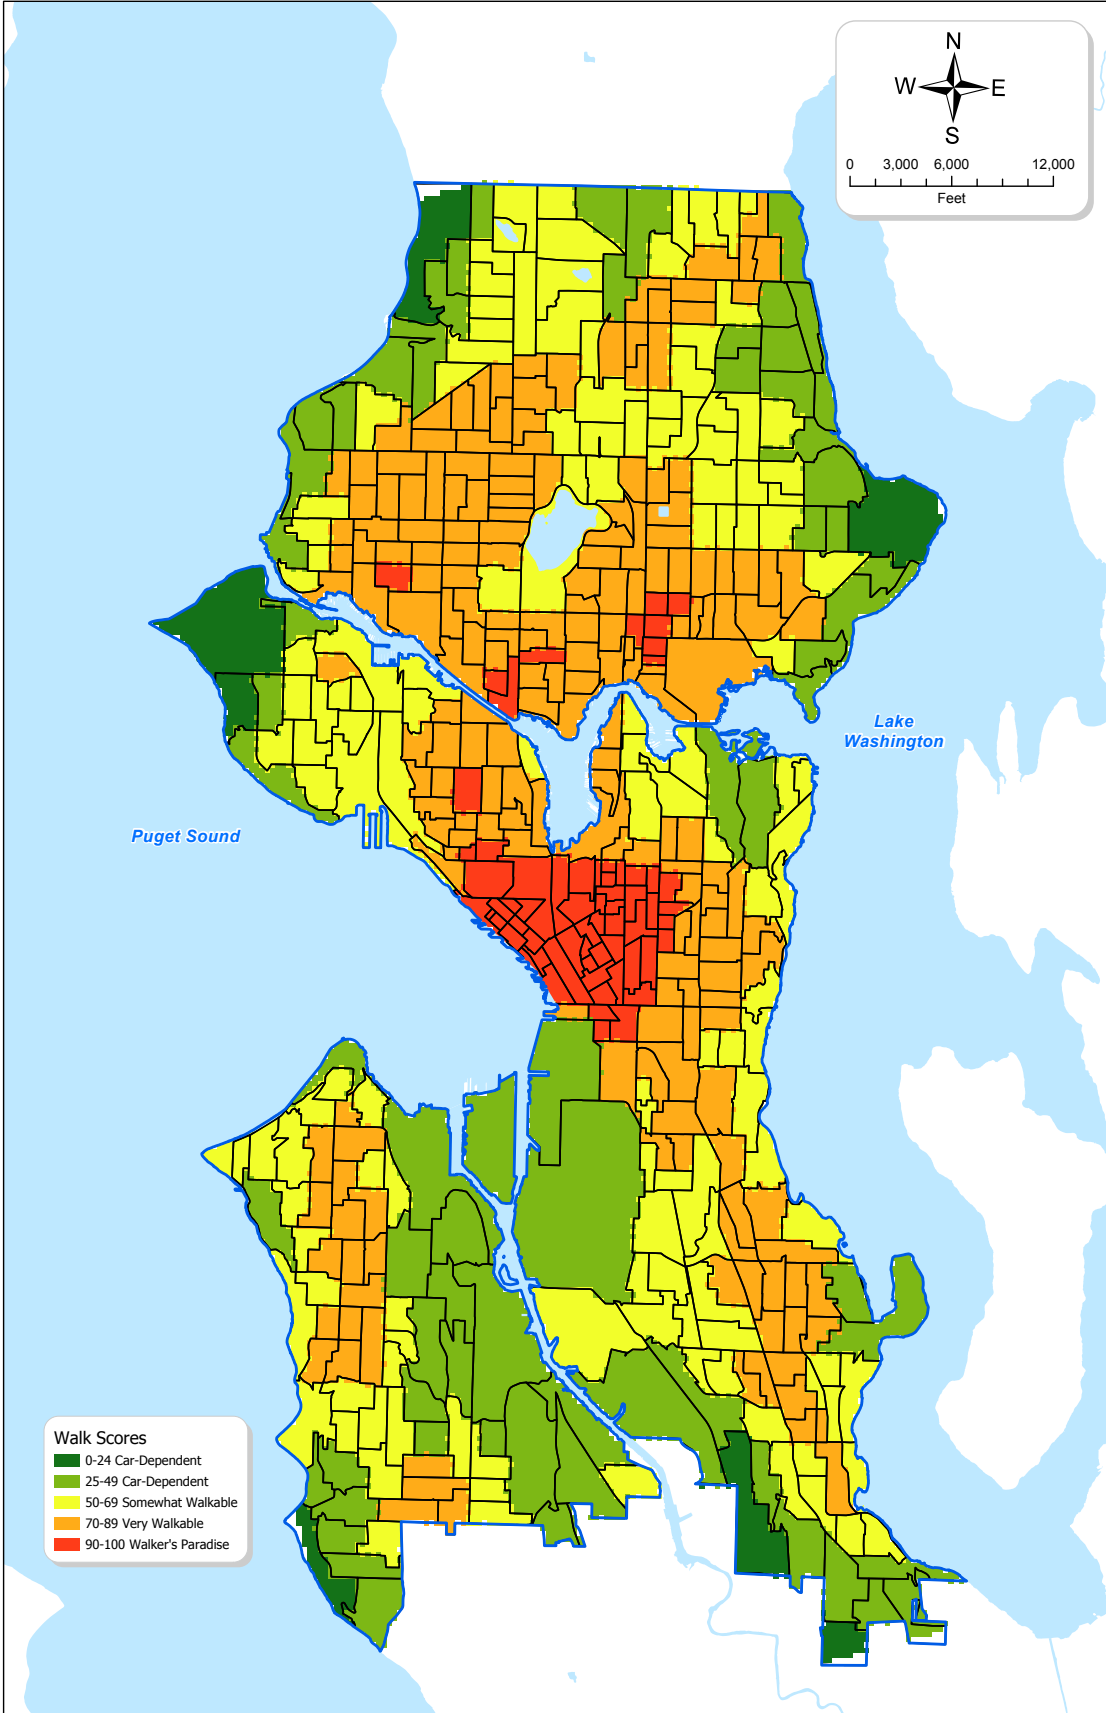 N
W E
S
0 3,000 6,000 12,000
Feet
Lake
Washington
Puget Sound
Walk Scores
0-24 Car-Dependent
25-49 Car-Dependent
50-69 Somewhat Walkable
70-89 Very Walkable
90-100 Walker's Paradise